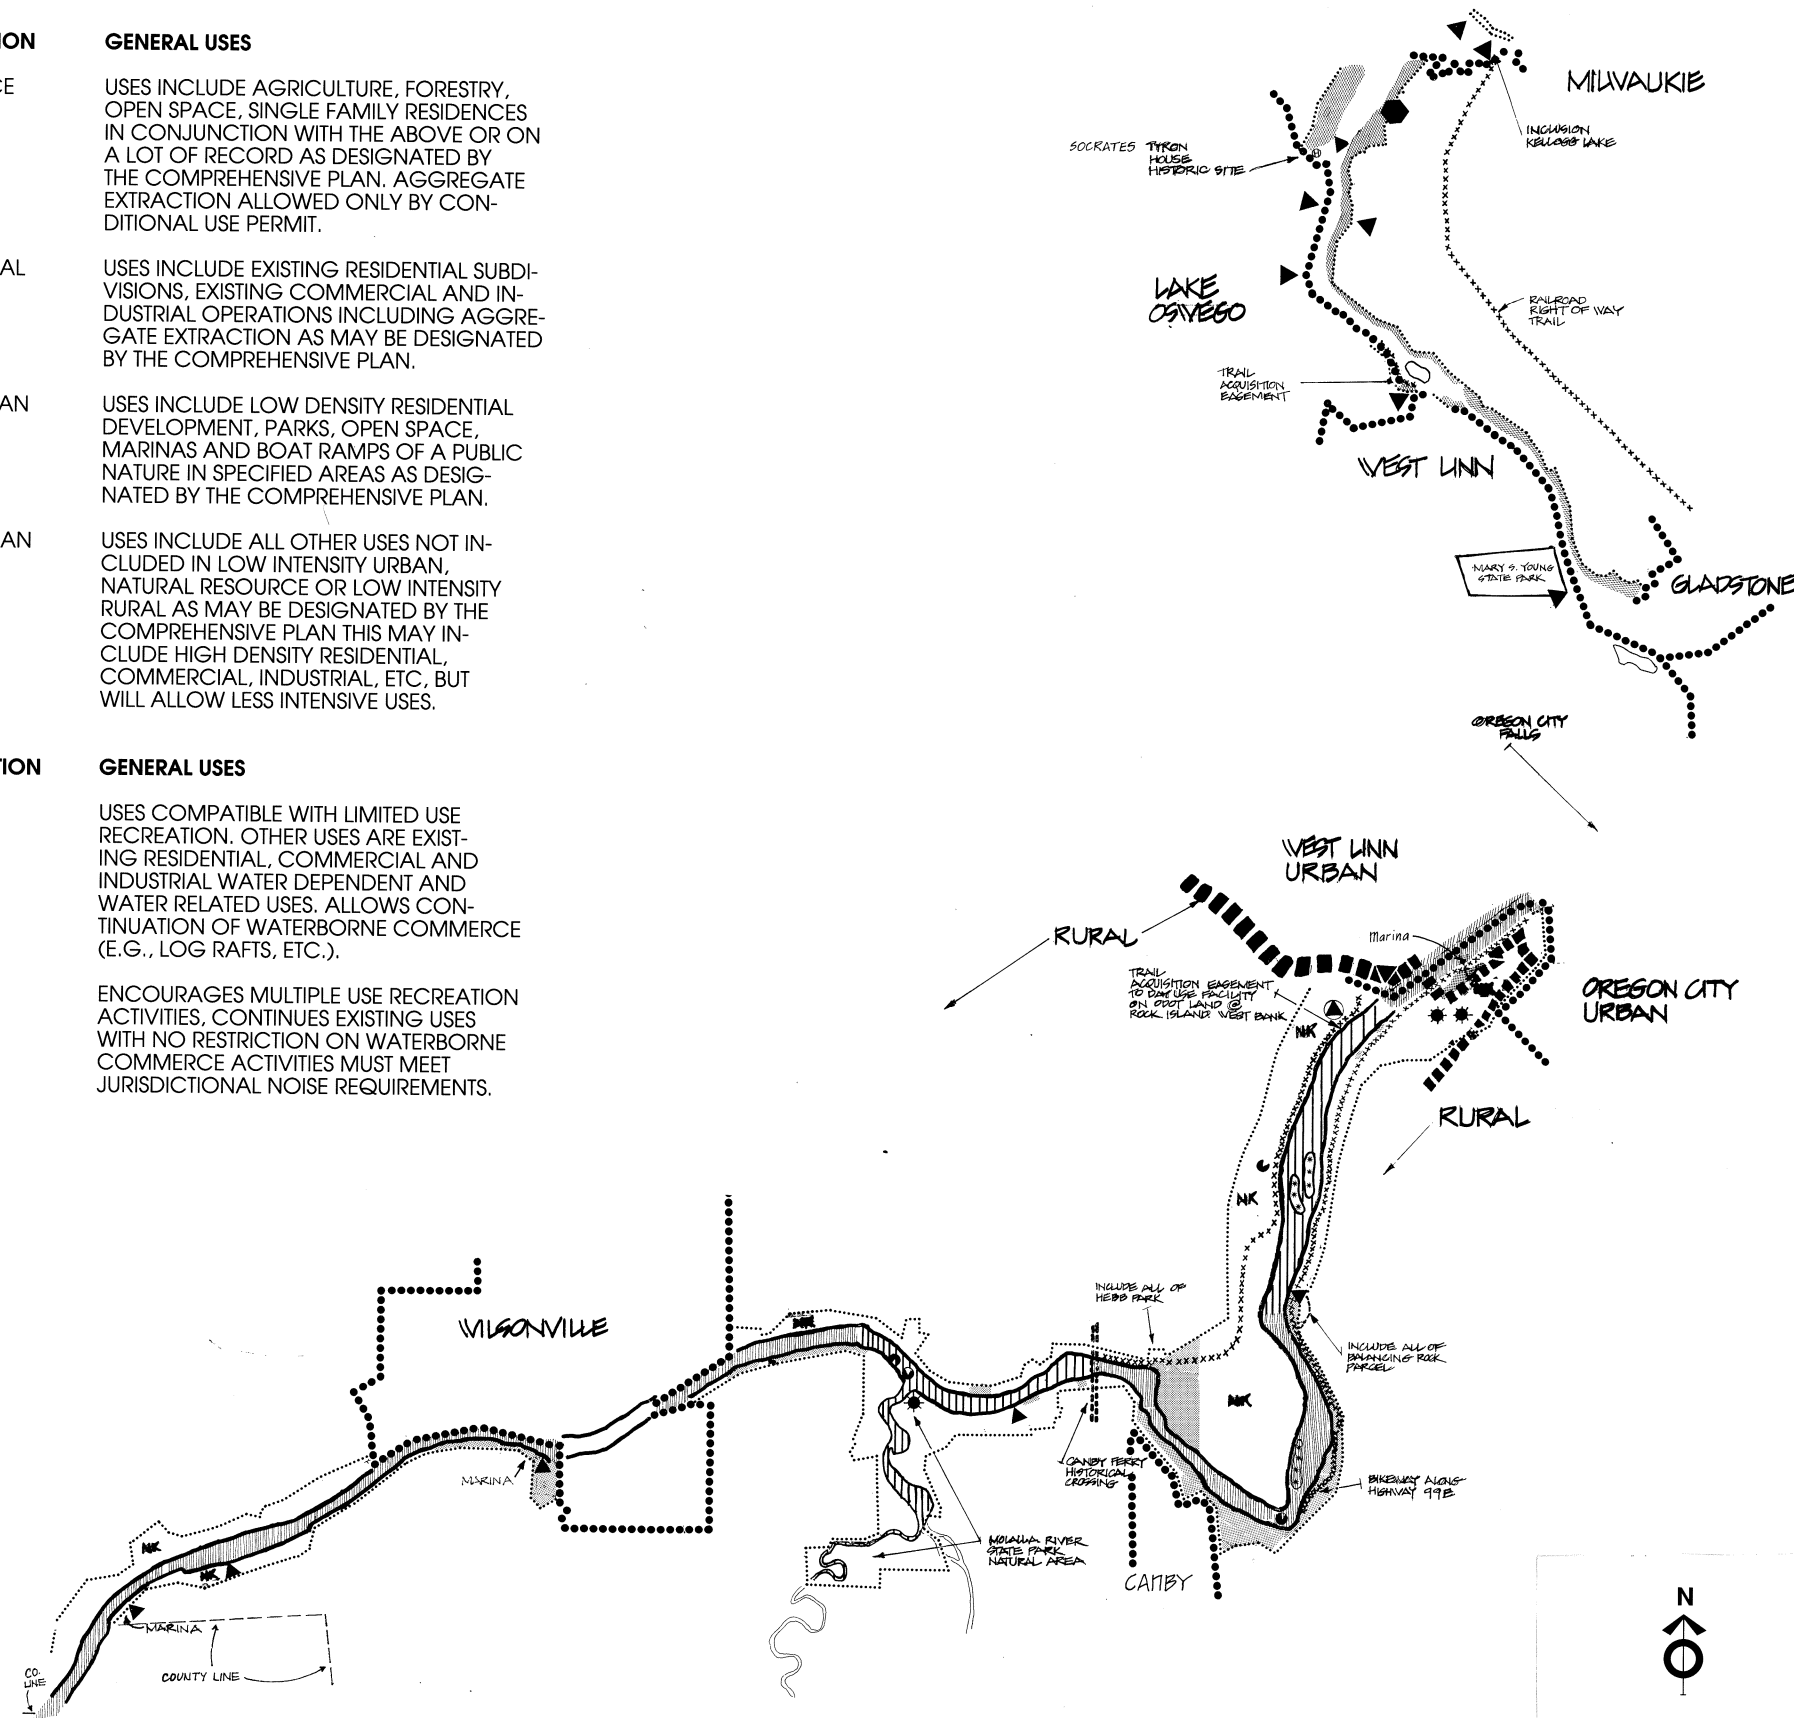 ION
GENERAL USES
CE
USES INCLUDE AGRICULTURE, FORESTRY,
OPEN SPACE, SINGLE FAMILY RESIDENCES
IN CONJUNCTION WITH THE ABOVE OR ON
A LOT OF RECORD AS DESIGNATED BY
THE COMPREHENSIVE PLAN. AGGREGATE
EXTRACTION ALLOWED ONLY BY CON-
DITIONAL USE PERMIT.
AL
USES INCLUDE EXISTING RESIDENTIAL SUBDI-
VISIONS, EXISTING COMMERCIAL AND IN-
DUSTRIAL OPERATIONS INCLUDING AGGRE-
GATE EXTRACTION AS MAY BE DESIGNATED
BY THE COMPREHENSIVE PLAN.
AN
USES INCLUDE LOW DENSITY RESIDENTIAL
DEVELOPMENT, PARKS, OPEN SPACE,
MARINAS AND BOAT RAMPS OF A PUBLIC
NATURE IN SPECIFIED AREAS AS DESIG-
NATED BY THE COMPREHENSIVE PLAN.
AN
USES INCLUDE ALL OTHER USES NOT IN-
CLUDED IN LOW INTENSITY URBAN,
NATURAL RESOURCE OR LOW INTENSITY
RURAL AS MAY BE DESIGNATED BY THE
COMPREHENSIVE PLAN THIS MAY IN-
CLUDE HIGH DENSITY RESIDENTIAL,
COMMERCIAL, INDUSTRIAL, ETC, BUT
WILL ALLOW LESS INTENSIVE USES.
TION
GENERAL USES
USES COMPATIBLE WITH LIMITED USE
RECREATION. OTHER USES ARE EXIST-
ING RESIDENTIAL, COMMERCIAL AND
INDUSTRIAL WATER DEPENDENT AND
WATER RELATED USES. ALLOWS CON-
TINUATION OF WATERBORNE COMMERCE
(E.G., LOG RAFTS, ETC.).
ENCOURAGES MULTIPLE USE RECREATION
ACTIVITIES, CONTINUES EXISTING USES
WITH NO RESTRICTION ON WATERBORNE
COMMERCE ACTIVITIES MUST MEET
JURISDICTIONAL NOISE REQUIREMENTS.
MILWAUKIE
INCLUSION
KELLOGG LAKE
SOCRATES TYRON
HOUSE
HISTORIC SITE
H
LAKE
OSWEGO
RAILROAD
RIGHT OF WAY
TRAIL
TRAIL
ACQUISITION
EASEMENT
WEST LINN
MARY S. YOUNG
STATE PARK
GLADSTONE
OREGON CITY
FALLS
WEST LINN
URBAN
RURAL
Marina
TRAIL
ACQUISITION EASEMENT
TO DAY USE FACILITY
ON ODOT LAND @
ROCK ISLAND WEST BANK
OREGON CITY
URBAN
NK
RURAL
NK
INCLUDE ALL OF
HEBB PARK
WILSONVILLE
NK
INCLUDE ALL OF
BALANCING ROCK
PARCEL
NK
MARINA
CANBY FERRY
HISTORICAL
CROSSING
BIKEWAY ALONG
HIGHWAY 99E
NK
NK
MOLALLA RIVER
STATE PARK
NATURAL AREA
CANBY
MARINA
COUNTY LINE
CO.
LINE
N